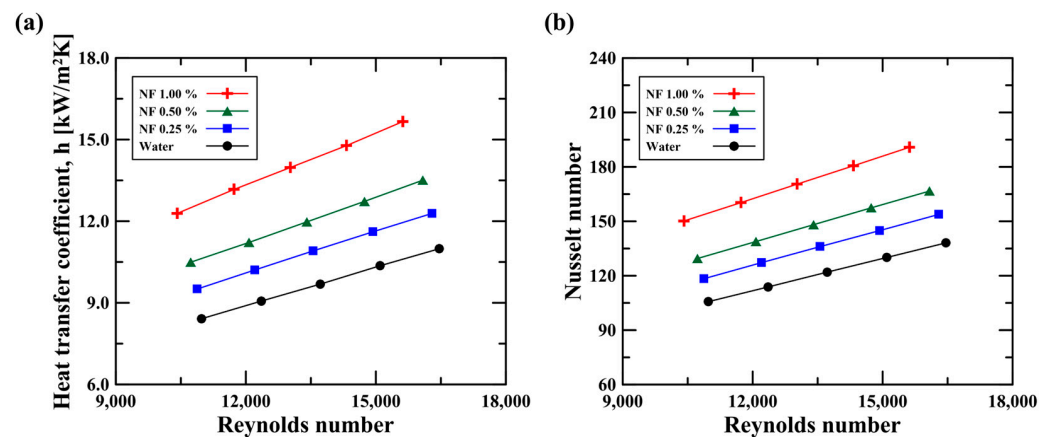 (a)
Heat transfer coefficient, h [kW/m²K]
18.0
15.0
12.0
9.0
6.0
NF 1.00 %
NF 0.50 %
NF 0.25 %
Water
9,000 12,000 15,000 18,000
Reynolds number
(b)
Nusselt number
240
210
180
150
120
90
60
NF 1.00 %
NF 0.50 %
NF 0.25 %
Water
9,000 12,000 15,000 18,000
Reynolds number